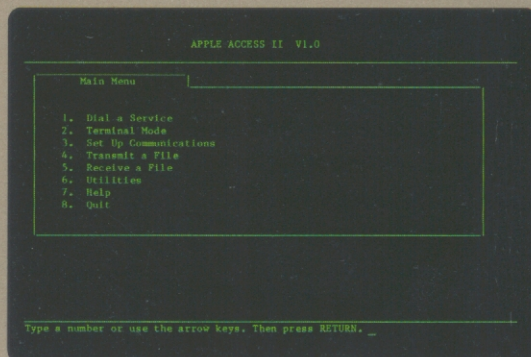 APPLE ACCESS II V1.0
Main Menu
1. Dial a Service
2. Terminal Mode
3. Set Up Communications
4. Transmit a File
5. Receive a File
6. Utilities
7. Help
8. Quit
Type a number or use the arrow keys. Then press RETURN. _